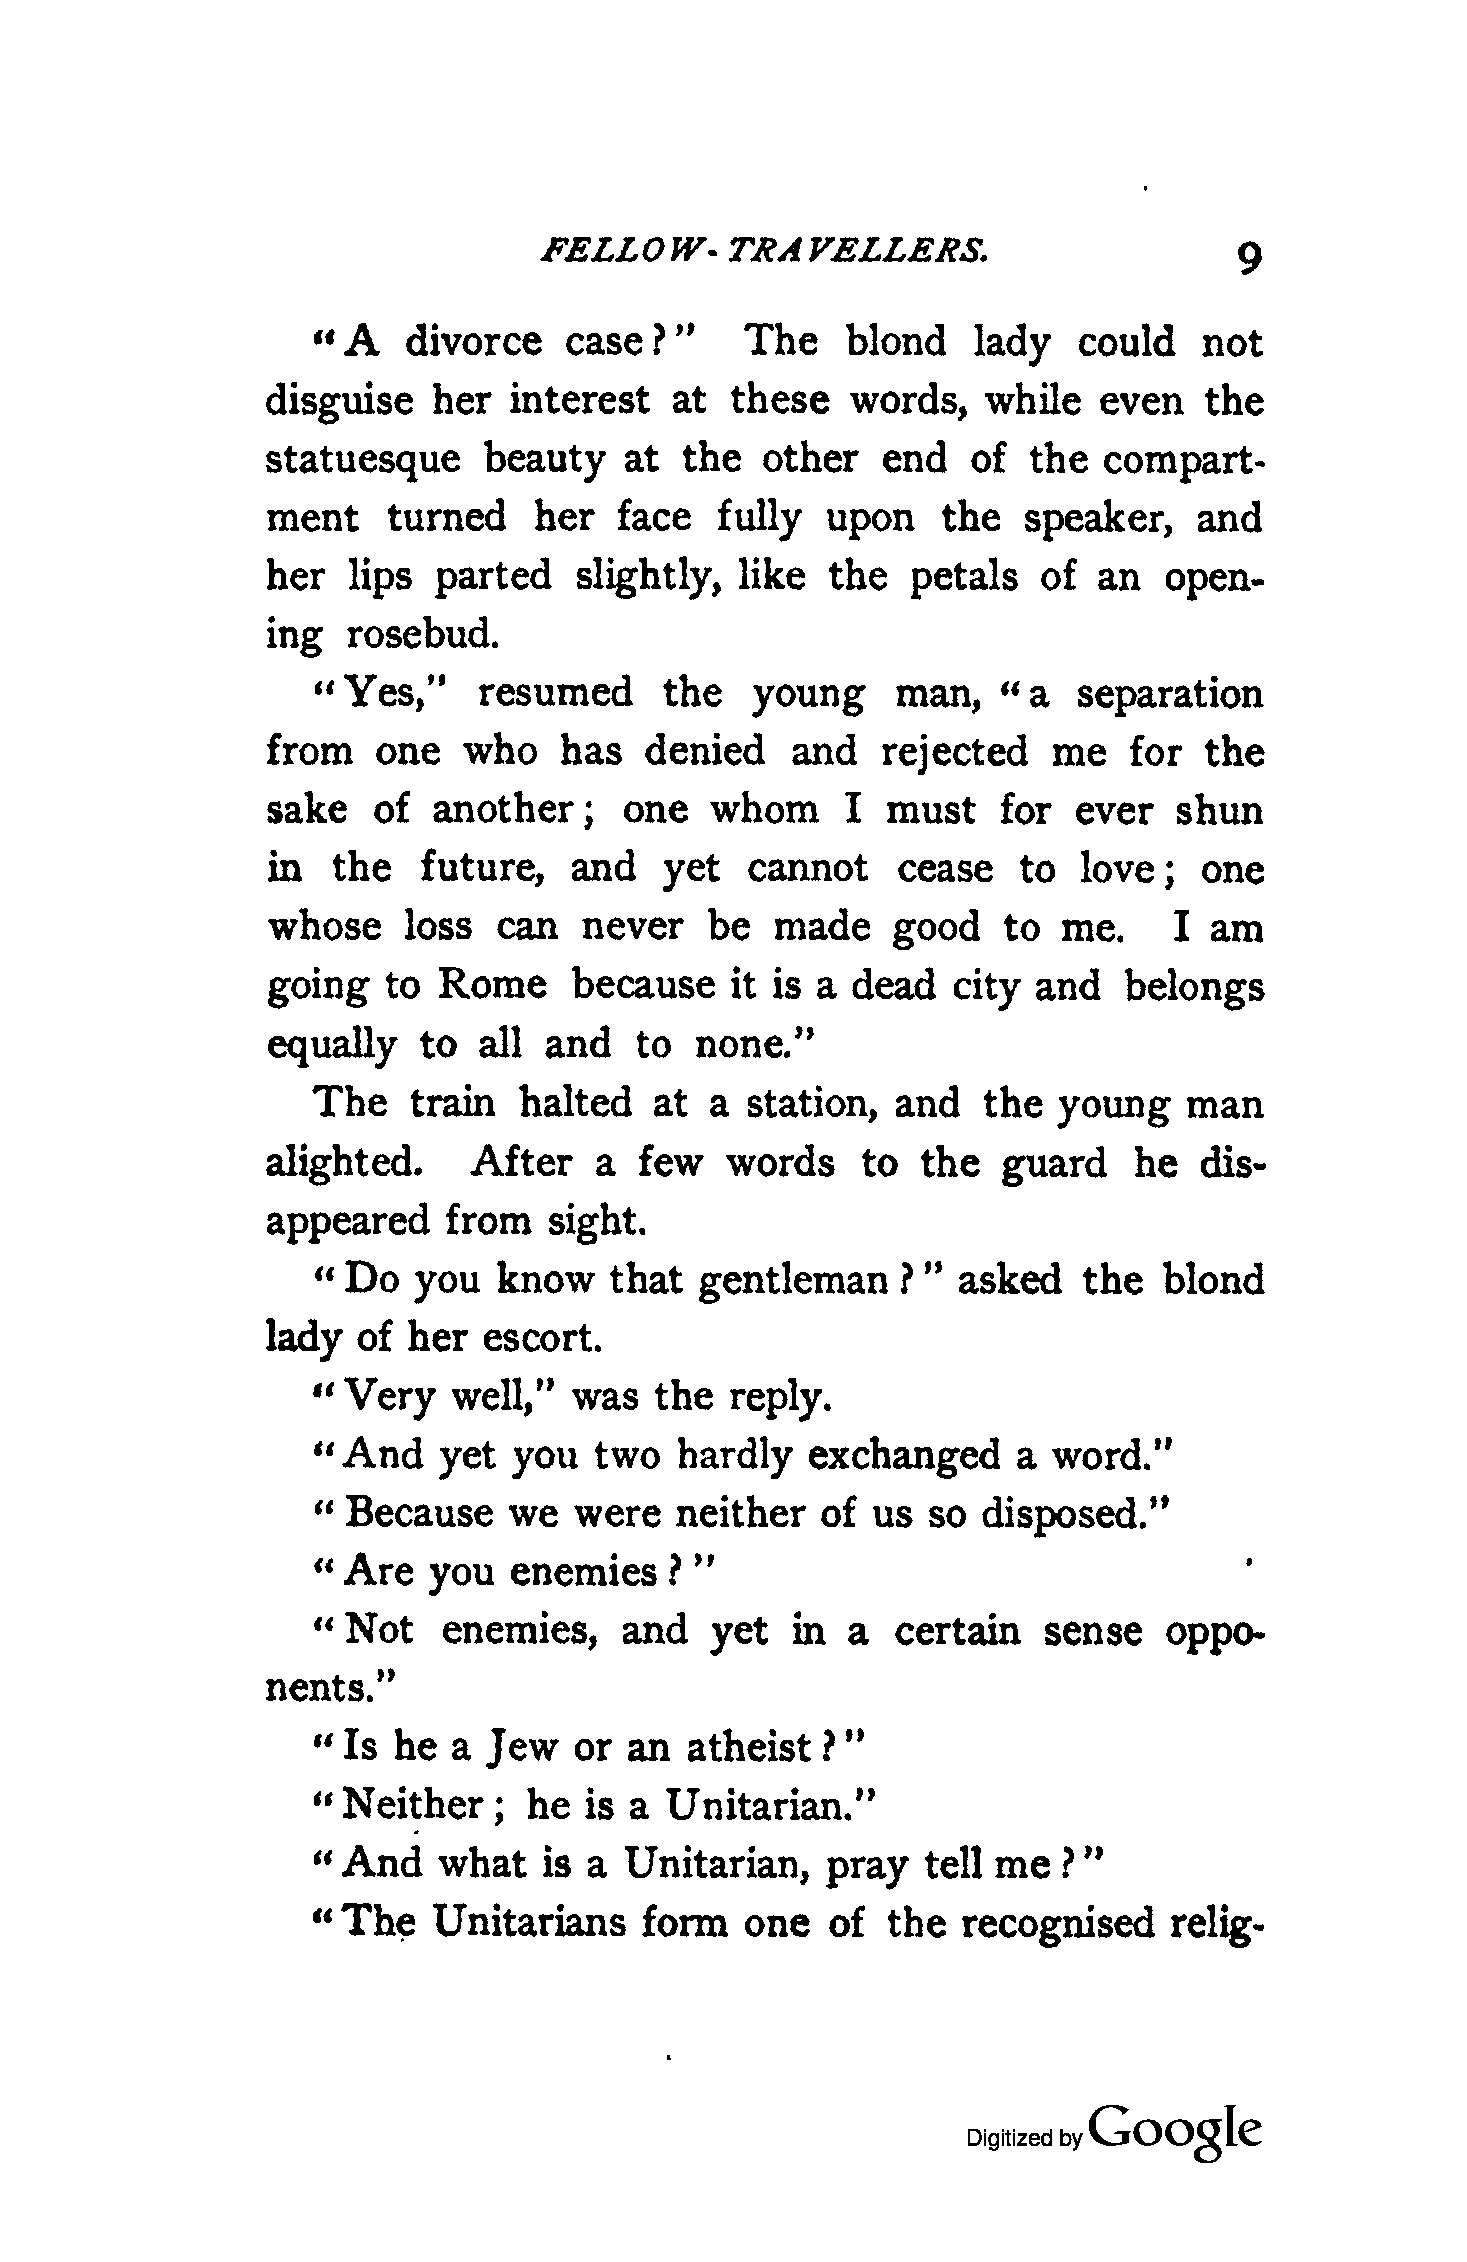 FELLOW-TRAVELLERS. 9
"A divorce case?" The blond lady could not
disguise her interest at these words, while even the
statuesque beauty at the other end of the compart-
ment turned her face fully upon the speaker, and
her lips parted slightly, like the petals of an open-
ing rosebud.
"Yes," resumed the young man, "a separation
from one who has denied and rejected me for the
sake of another; one whom I must for ever shun
in the future, and yet cannot cease to love; one
whose loss can never be made good to me. I am
going to Rome because it is a dead city and belongs
equally to all and to none."
The train halted at a station, and the young man
alighted. After a few words to the guard he dis-
appeared from sight.
"Do you know that gentleman?" asked the blond
lady of her escort.
"Very well," was the reply.
"And yet you two hardly exchanged a word."
"Because we were neither of us so disposed."
"Are you enemies?"
"Not enemies, and yet in a certain sense oppo-
nents."
"Is he a Jew or an atheist?"
"Neither; he is a Unitarian."
"And what is a Unitarian, pray tell me?"
"The Unitarians form one of the recognised relig-
Digitized by Google